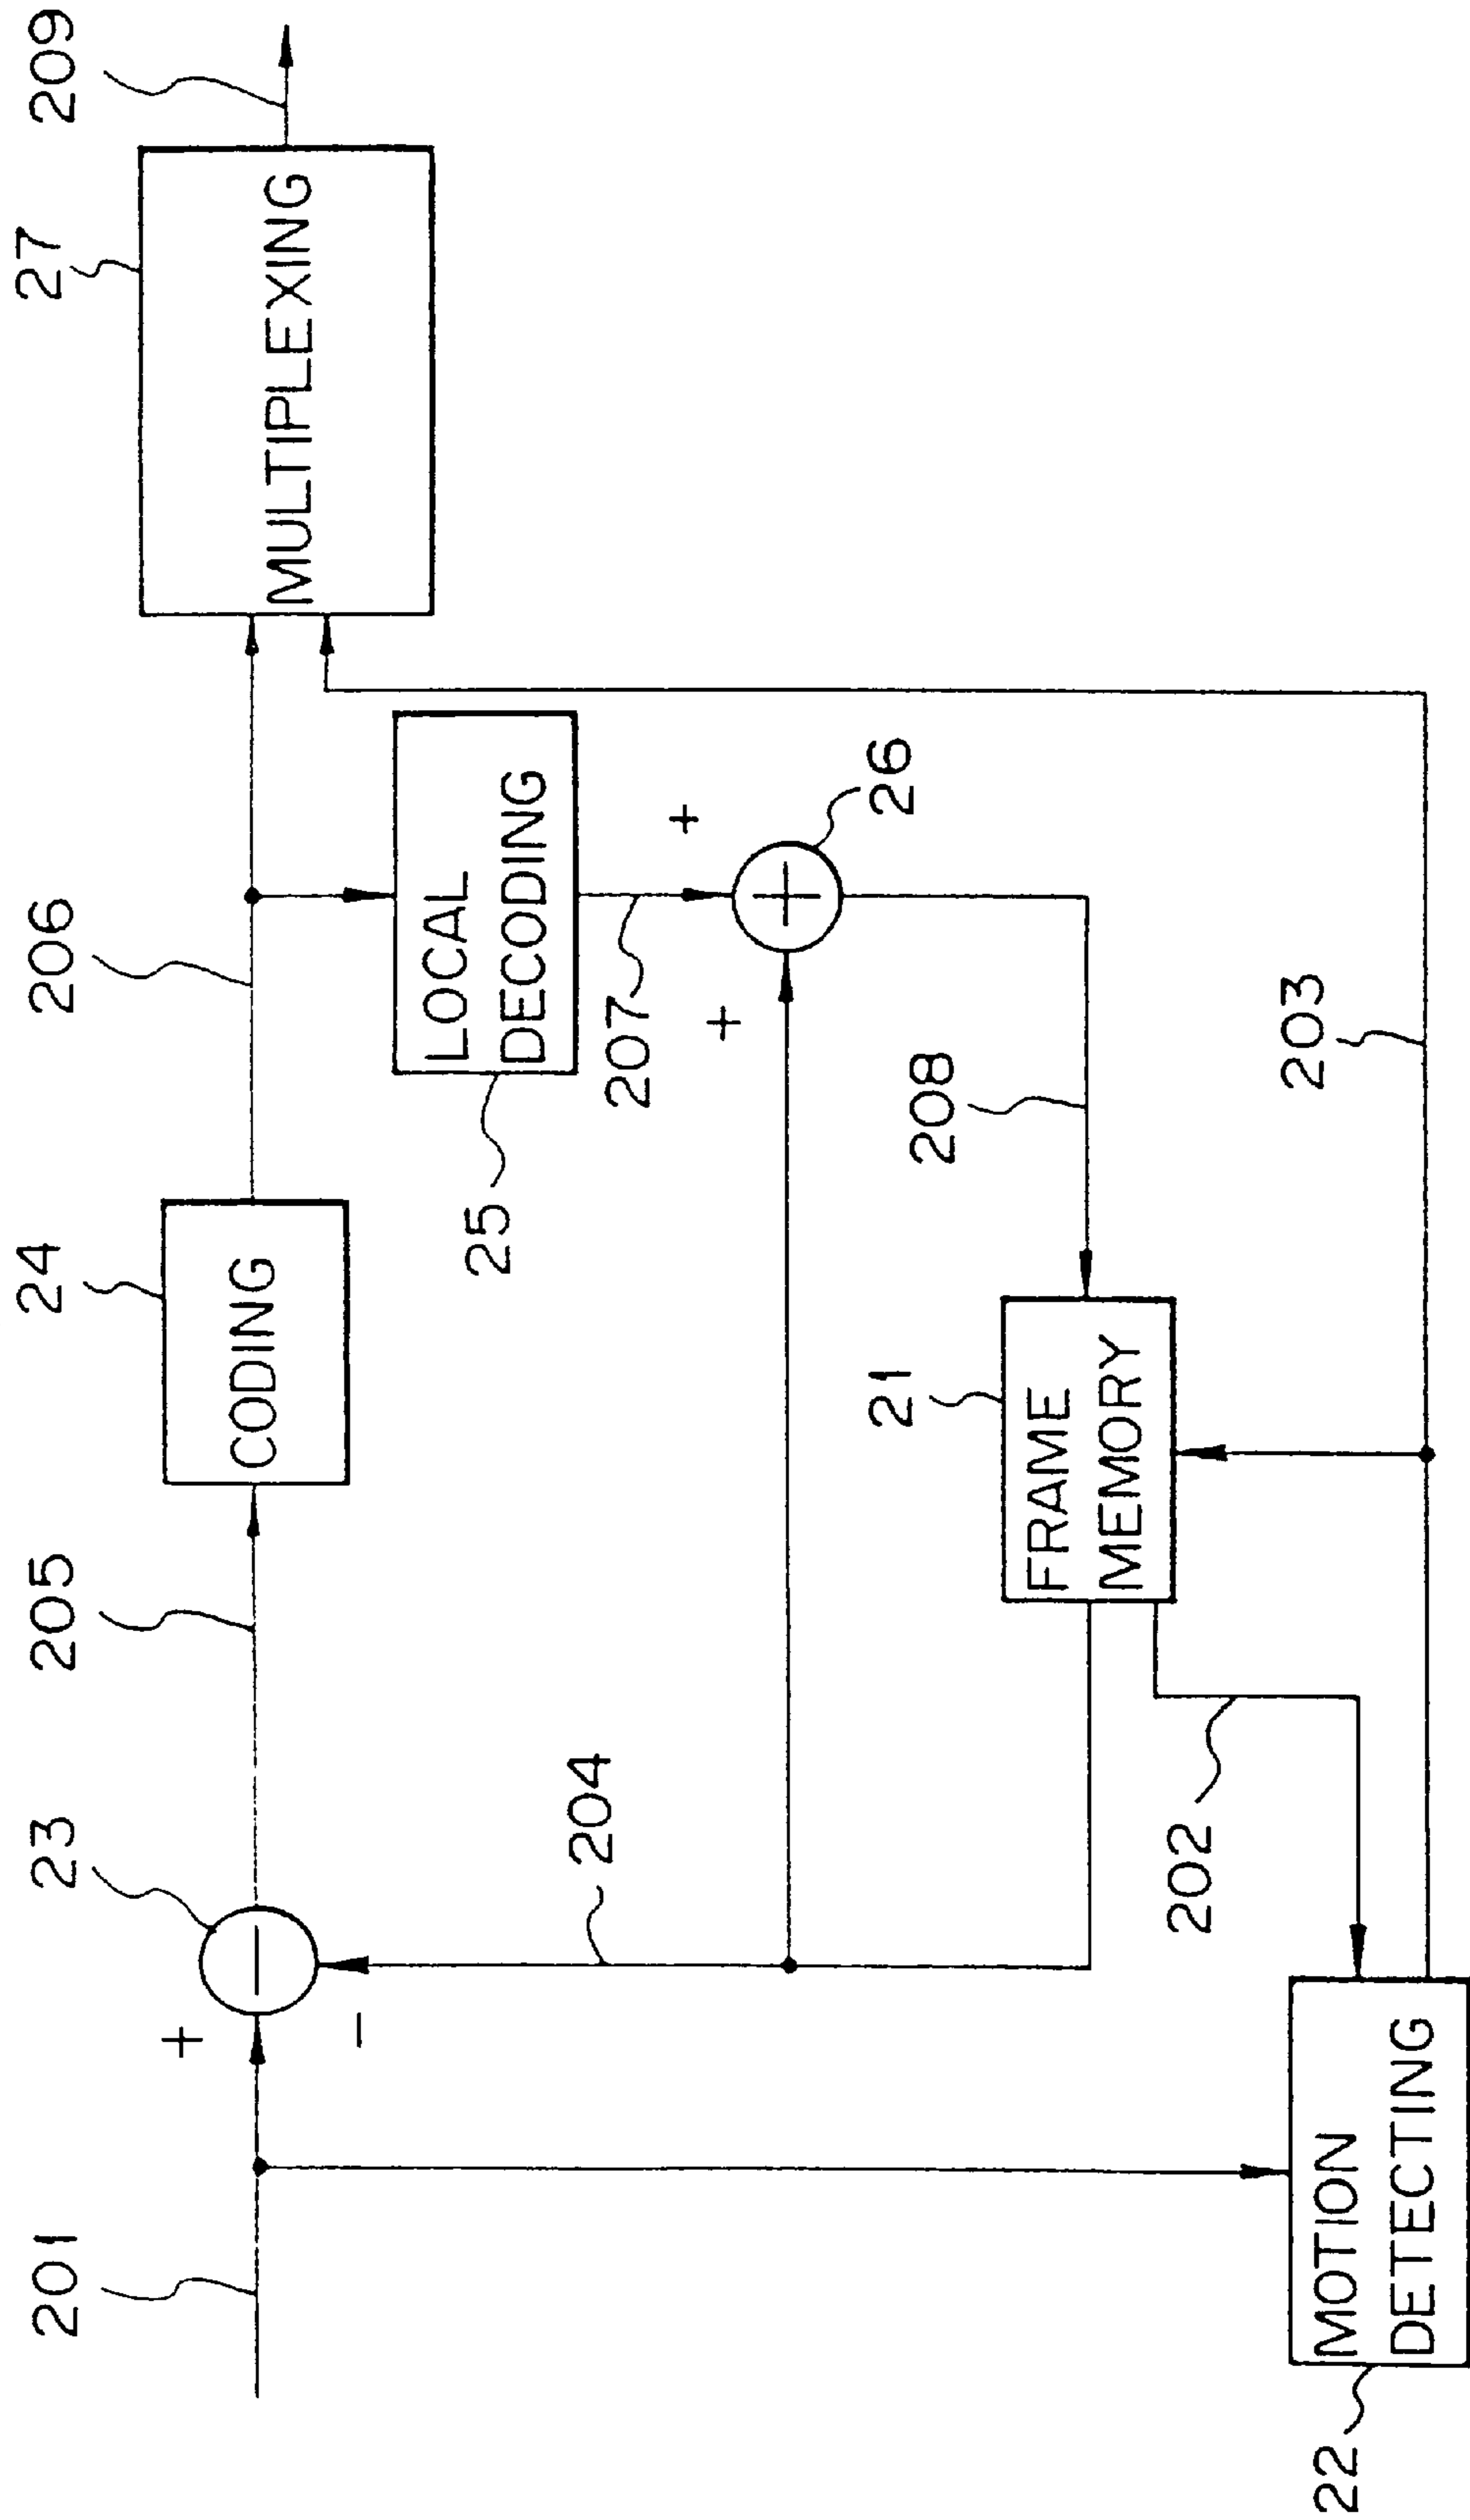 201
23
205
24
206
27
209
+
−
CODING
MULTIPLEXING
LOCAL
DECODING
25
207
+
+
26
204
208
21
FRAME
MEMORY
202
203
MOTION
DETECTING
22